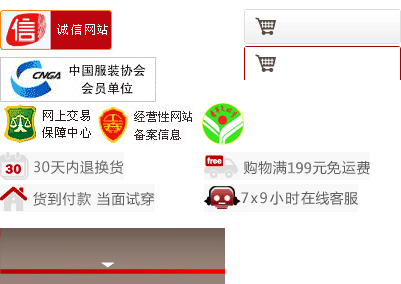 信 诚信网站
CNGA 中国服装协会
会员单位
网上交易
保障中心
经营性网站
备案信息
30 30天内退换货
free 购物满199元免运费
货到付款 当面试穿
7x9小时在线客服